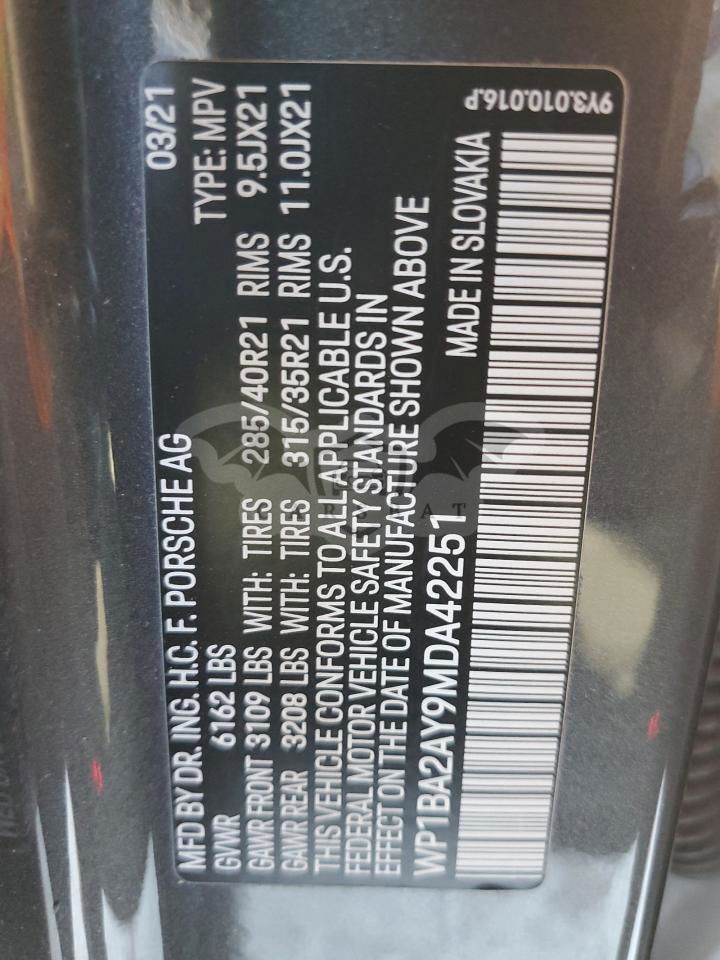 MFD BY DR. ING. H.C. F. PORSCHE AG 03/21
GVWR 6162 LBS TYPE: MPV
GAWR FRONT 3109 LBS WITH: TIRES 285/40R21 RIMS 9.5JX21
GAWR REAR 3208 LBS WITH: TIRES 315/35R21 RIMS 11.0JX21
THIS VEHICLE CONFORMS TO ALL APPLICABLE U.S.
FEDERAL MOTOR VEHICLE SAFETY STANDARDS IN
EFFECT ON THE DATE OF MANUFACTURE SHOWN ABOVE
WP1BA2AY9MDA42251
MADE IN SLOVAKIA
9Y3.010.016.P